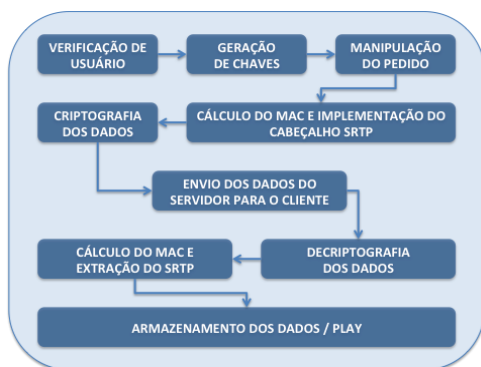 VERIFICAÇÃO DE
USUÁRIO
GERAÇÃO
DE CHAVES
MANIPULAÇÃO
DO PEDIDO
CRIPTOGRAFIA
DOS DADOS
CÁLCULO DO MAC E IMPLEMENTAÇÃO DO
CABEÇALHO SRTP
ENVIO DOS DADOS DO
SERVIDOR PARA O CLIENTE
CÁLCULO DO MAC E
EXTRAÇÃO DO SRTP
DECRIPTOGRAFIA
DOS DADOS
ARMAZENAMENTO DOS DADOS / PLAY